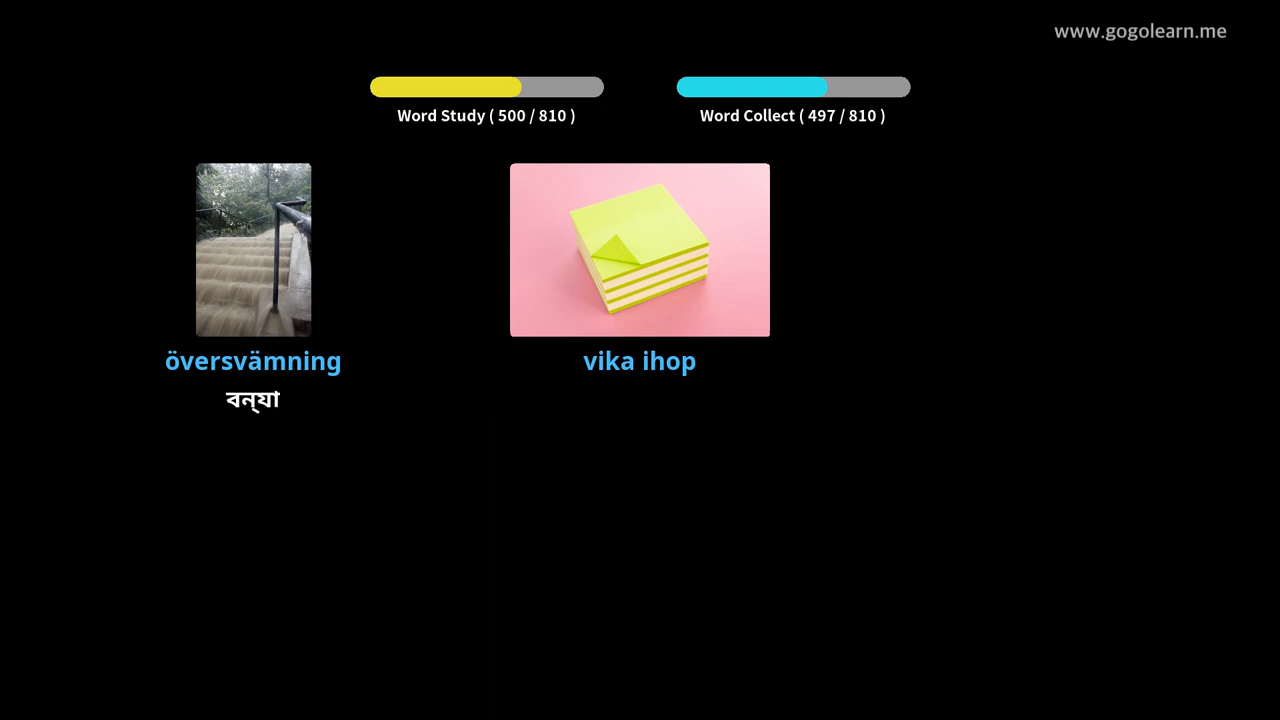 www.gogolearn.me
Word Study ( 500 / 810 )
Word Collect ( 497 / 810 )
översvämning
vika ihop
বন্যা